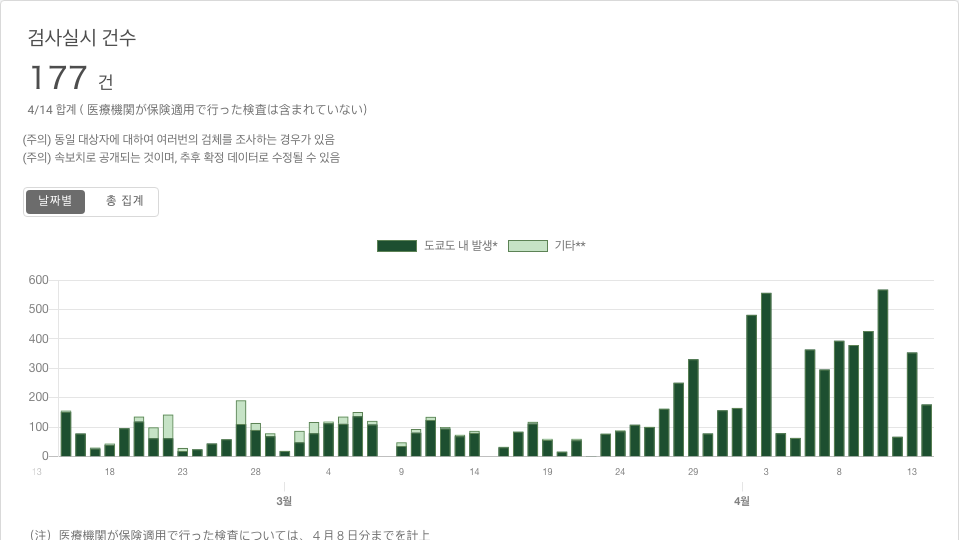 검사실시 건수
177 건
4/14 합계 ( 医療機関が保険適用で行った検査は含まれていない)
(주의) 동일 대상자에 대하여 여러번의 검체를 조사하는 경우가 있음
(주의) 속보치로 공개되는 것이며, 추후 확정 데이터로 수정될 수 있음
날짜별 총 집계
도쿄도 내 발생* 기타**
600
500
400
300
200
100
0
13 18 23 28 4 9 14 19 24 29 3 8 13
3월 4월
(注) 医療機関が保険適用で行った検査については、４月８日分までを計上